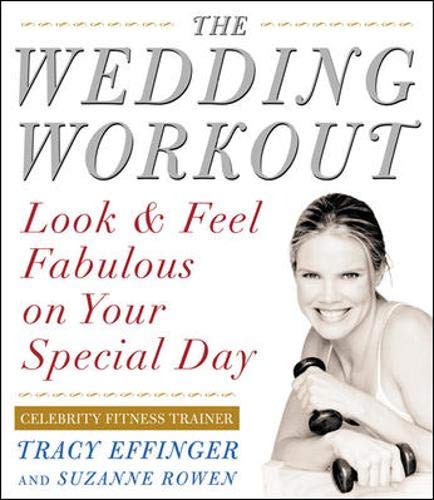 THE
WEDDING
WORKOUT
Look & Feel
Fabulous
on Your
Special Day
CELEBRITY FITNESS TRAINER
TRACY EFFINGER
AND SUZANNE ROWEN